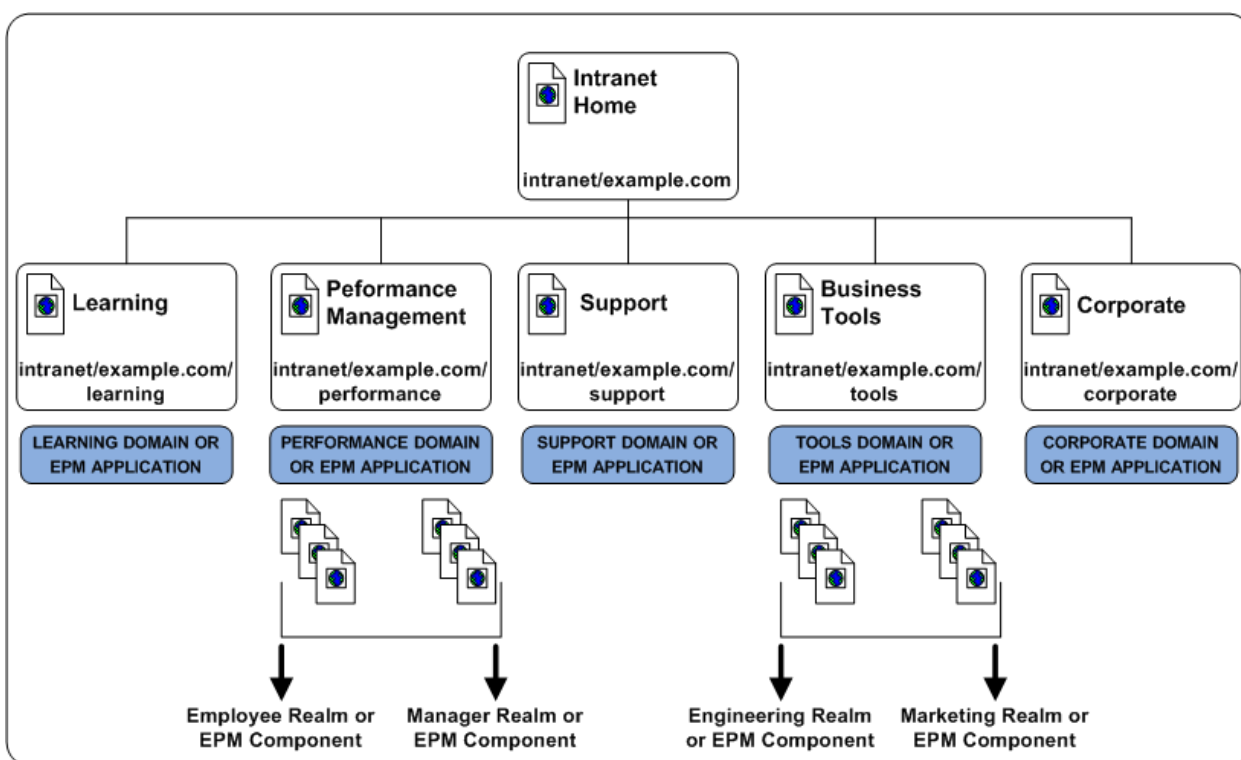 Intranet
Home
intranet/example.com
Learning
intranet/example.com/
learning
Peformance
Management
intranet/example.com/
performance
Support
intranet/example.com/
support
Business
Tools
intranet/example.com/
tools
Corporate
intranet/example.com/
corporate
LEARNING DOMAIN OR
EPM APPLICATION
PERFORMANCE DOMAIN
OR EPM APPLICATION
SUPPORT DOMAIN OR
EPM APPLICATION
TOOLS DOMAIN OR
EPM APPLICATION
CORPORATE DOMAIN
OR EPM APPLICATION
Employee Realm or
EPM Component
Manager Realm or
EPM Component
Engineering Realm
or EPM Component
Marketing Realm or
EPM Component